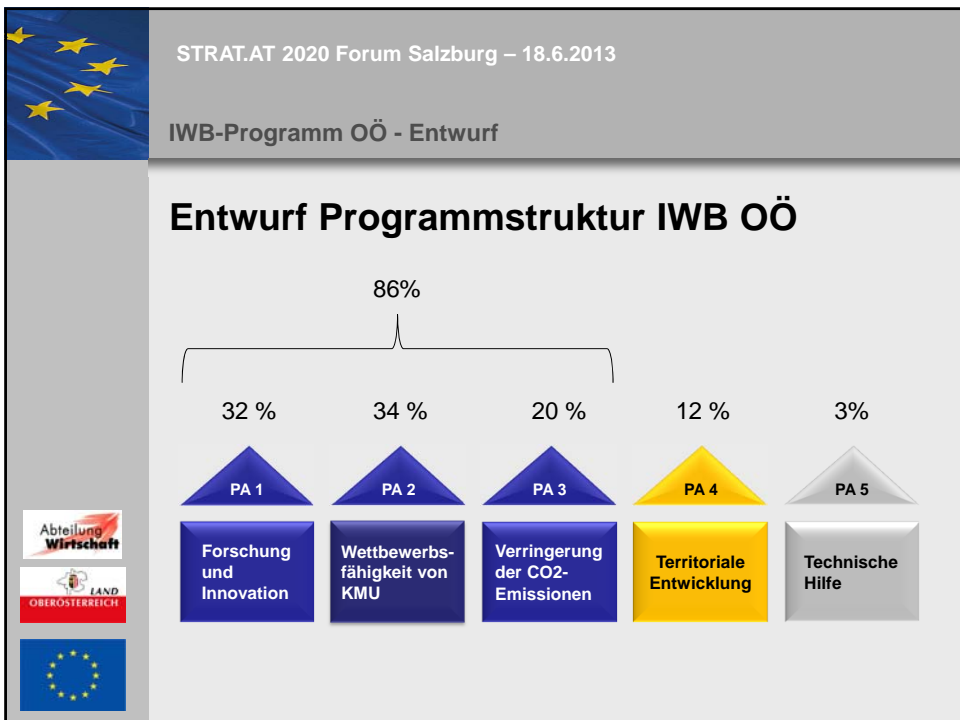 STRAT.AT 2020 Forum Salzburg – 18.6.2013
IWB-Programm OÖ - Entwurf
Entwurf Programmstruktur IWB OÖ
86%
32 % 34 % 20 % 12 % 3%
PA 1 PA 2 PA 3 PA 4 PA 5
Forschung
und
Innovation
Wettbewerbs-
fähigkeit von
KMU
Verringerung
der CO2-
Emissionen
Territoriale
Entwicklung
Technische
Hilfe
Abteilung
Wirtschaft
LAND
OBERÖSTERREICH